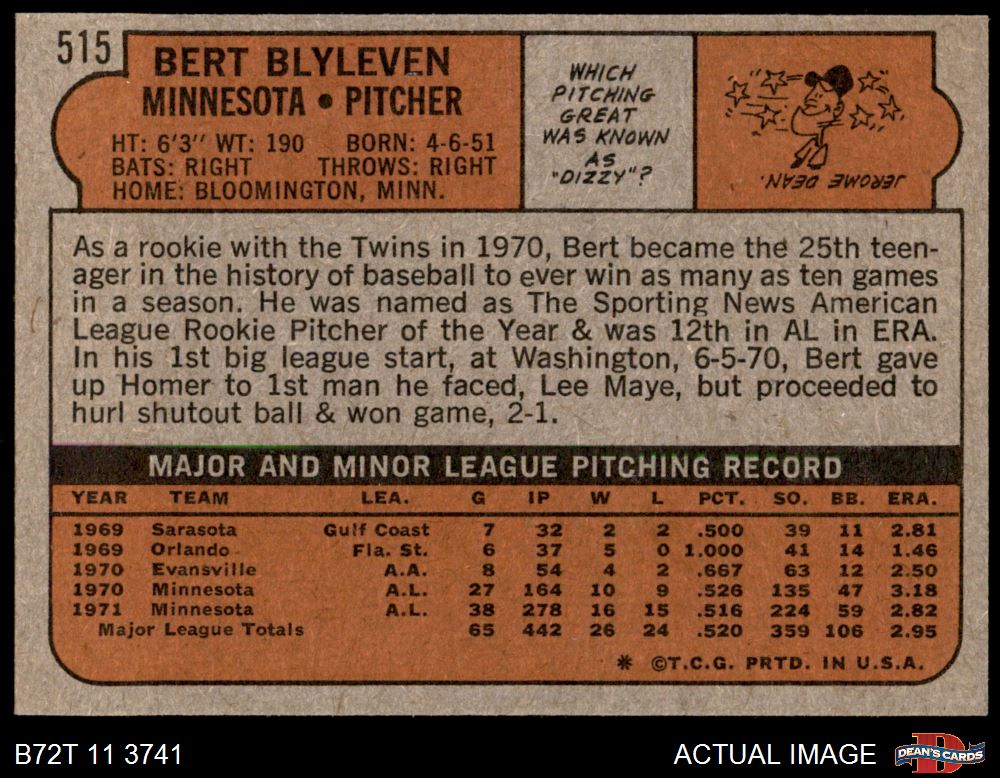 515
BERT BLYLEVEN
MINNESOTA • PITCHER
HT: 6'3" WT: 190 BORN: 4-6-51
BATS: RIGHT THROWS: RIGHT
HOME: BLOOMINGTON, MINN.
WHICH
PITCHING
GREAT
WAS KNOWN
AS
"DIZZY"?
JEROME DEAN.
As a rookie with the Twins in 1970, Bert became the 25th teen-
ager in the history of baseball to ever win as many as ten games
in a season. He was named as The Sporting News American
League Rookie Pitcher of the Year & was 12th in AL in ERA.
In his 1st big league start, at Washington, 6-5-70, Bert gave
up Homer to 1st man he faced, Lee Maye, but proceeded to
hurl shutout ball & won game, 2-1.
MAJOR AND MINOR LEAGUE PITCHING RECORD
YEAR TEAM LEA. G IP W L PCT. SO. BB. ERA.
1969 Sarasota Gulf Coast 7 32 2 2 .500 39 11 2.81
1969 Orlando Fla. St. 6 37 5 0 1.000 41 14 1.46
1970 Evansville A.A. 8 54 4 2 .667 63 12 2.50
1970 Minnesota A.L. 27 164 10 9 .526 135 47 3.18
1971 Minnesota A.L. 38 278 16 15 .516 224 59 2.82
Major League Totals 65 442 26 24 .520 359 106 2.95
* ©T.C.G. PRTD. IN U.S.A.
B72T 11 3741
ACTUAL IMAGE
DEAN'S CARDS